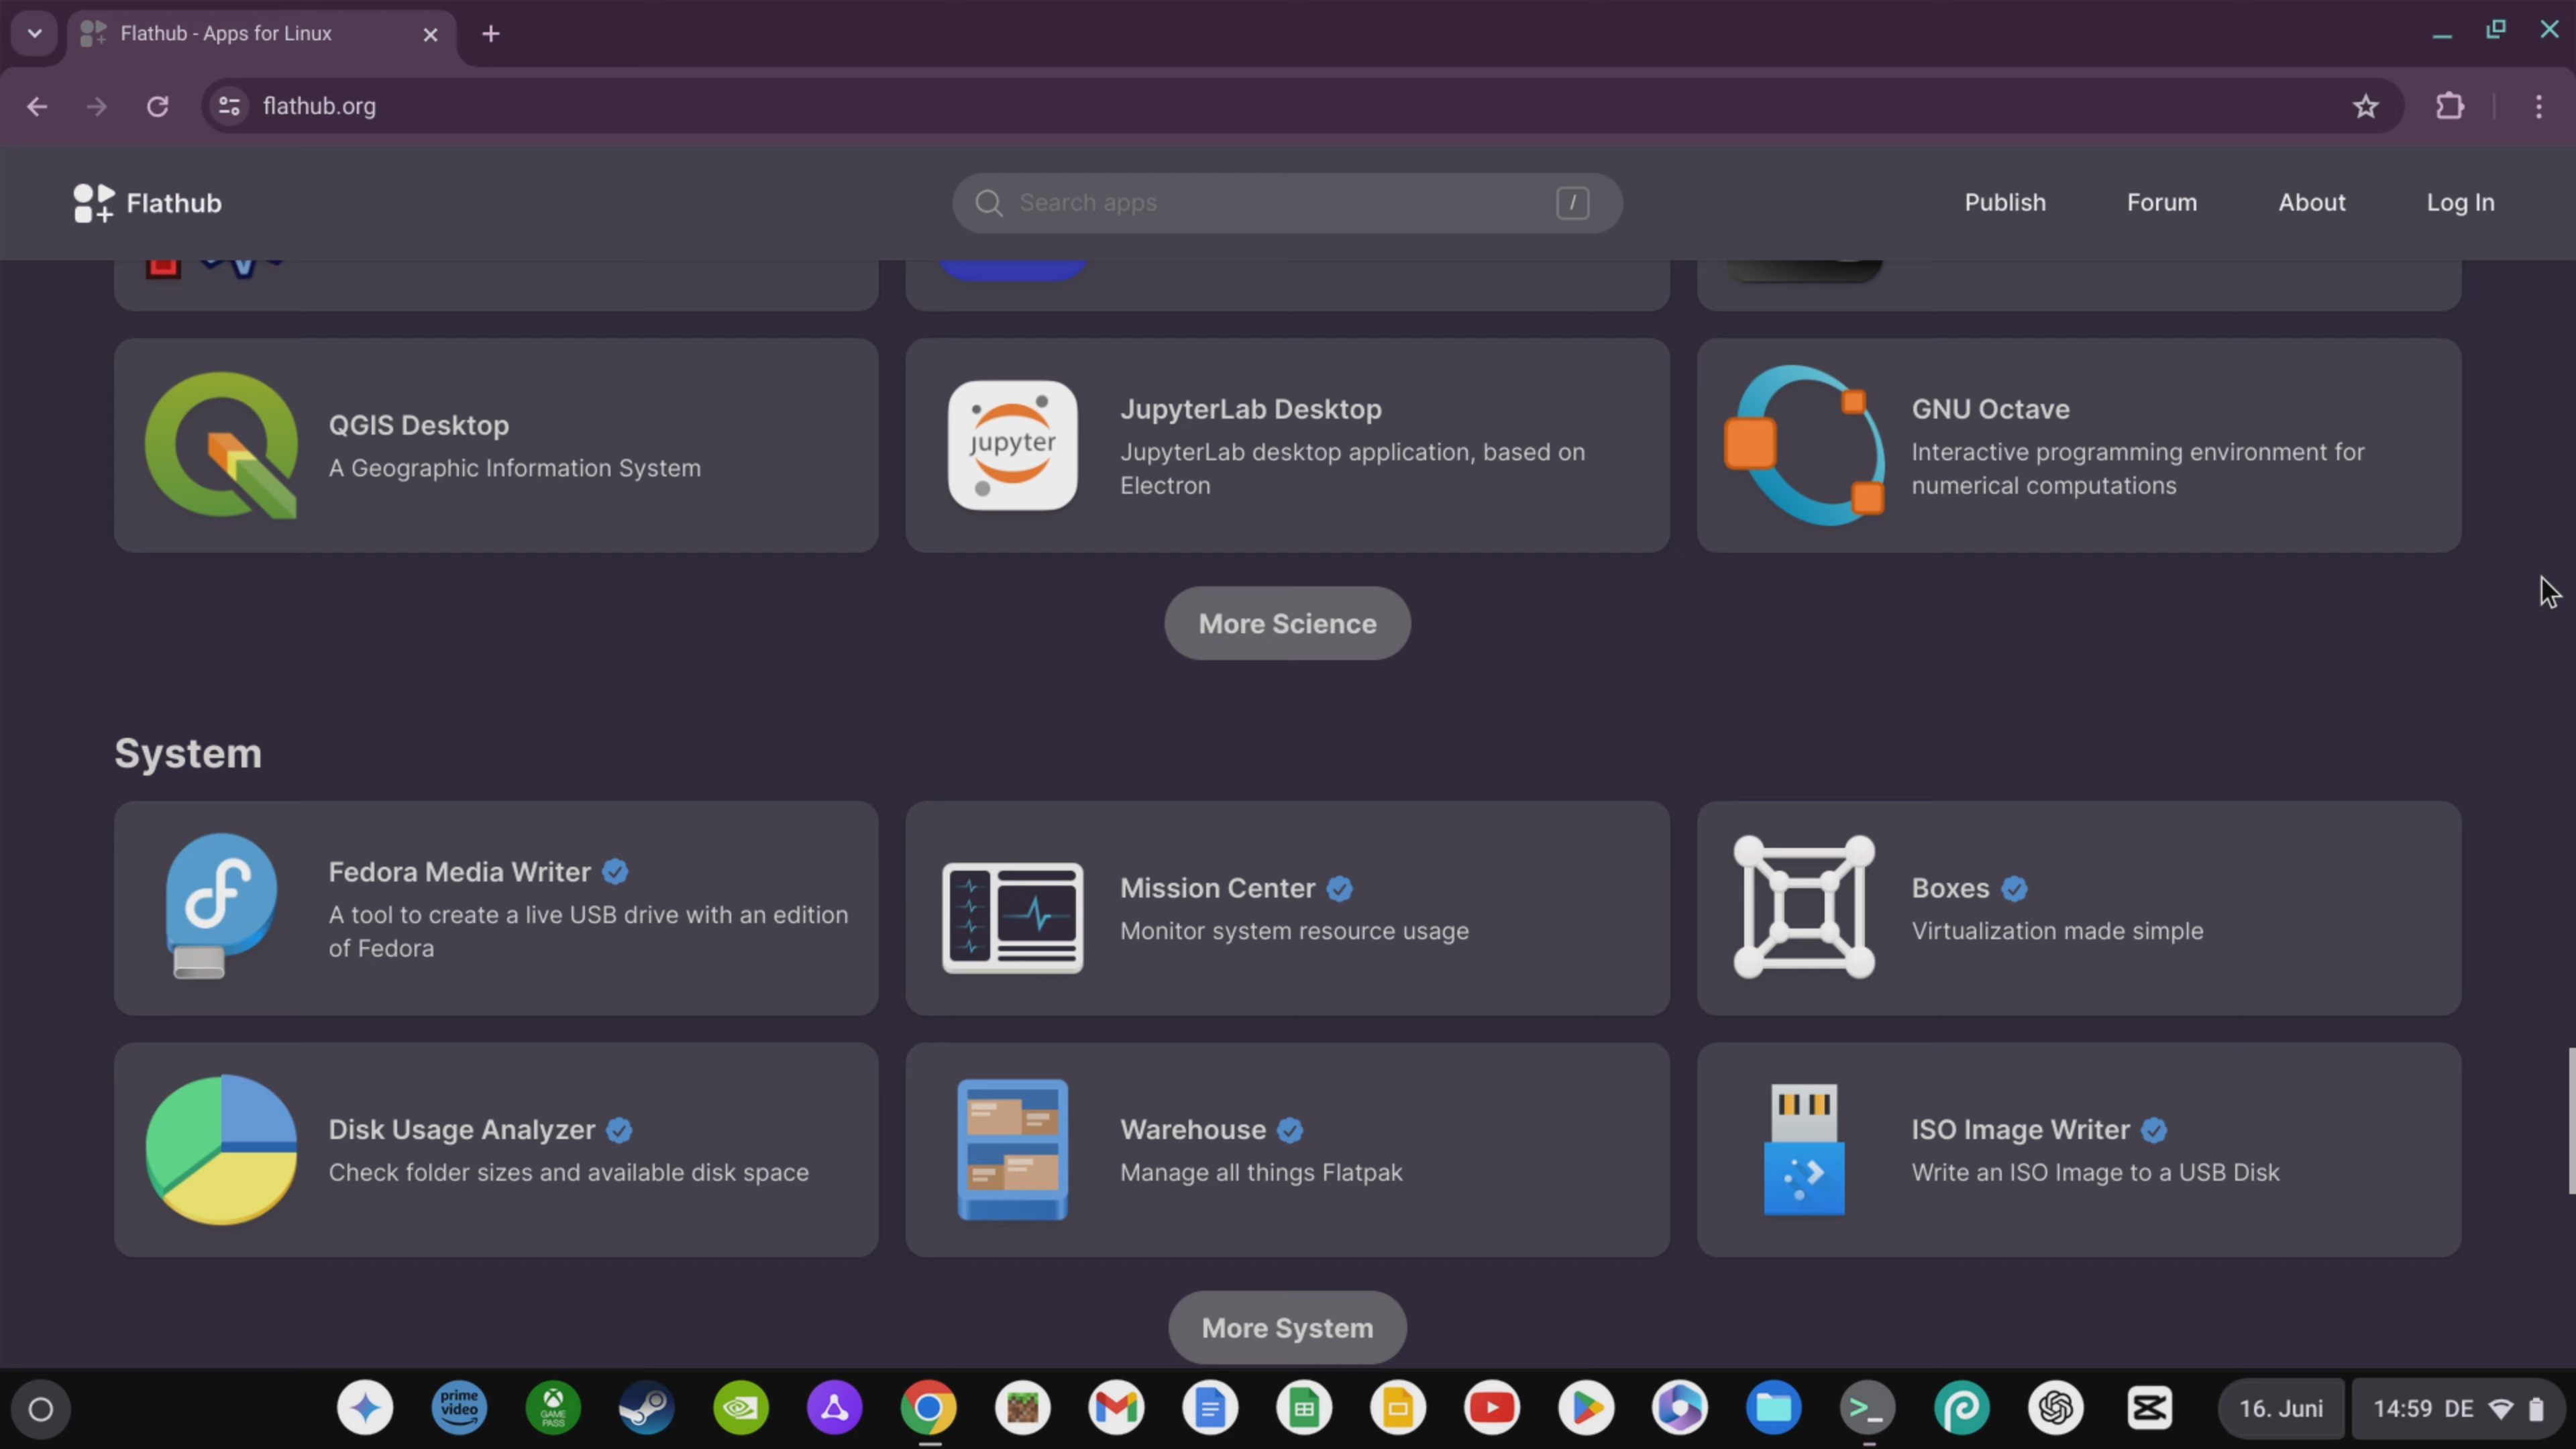 Flathub - Apps for Linux
flathub.org
Flathub
Search apps
/
Publish
Forum
About
Log In
V
QGIS Desktop
A Geographic Information System
jupyter
JupyterLab Desktop
JupyterLab desktop application, based on
Electron
GNU Octave
Interactive programming environment for
numerical computations
More Science
System
Fedora Media Writer
A tool to create a live USB drive with an edition
of Fedora
Mission Center
Monitor system resource usage
Boxes
Virtualization made simple
Disk Usage Analyzer
Check folder sizes and available disk space
Warehouse
Manage all things Flatpak
ISO Image Writer
Write an ISO Image to a USB Disk
More System
prime
video
GAME
PASS
>_
16. Juni
14:59 DE